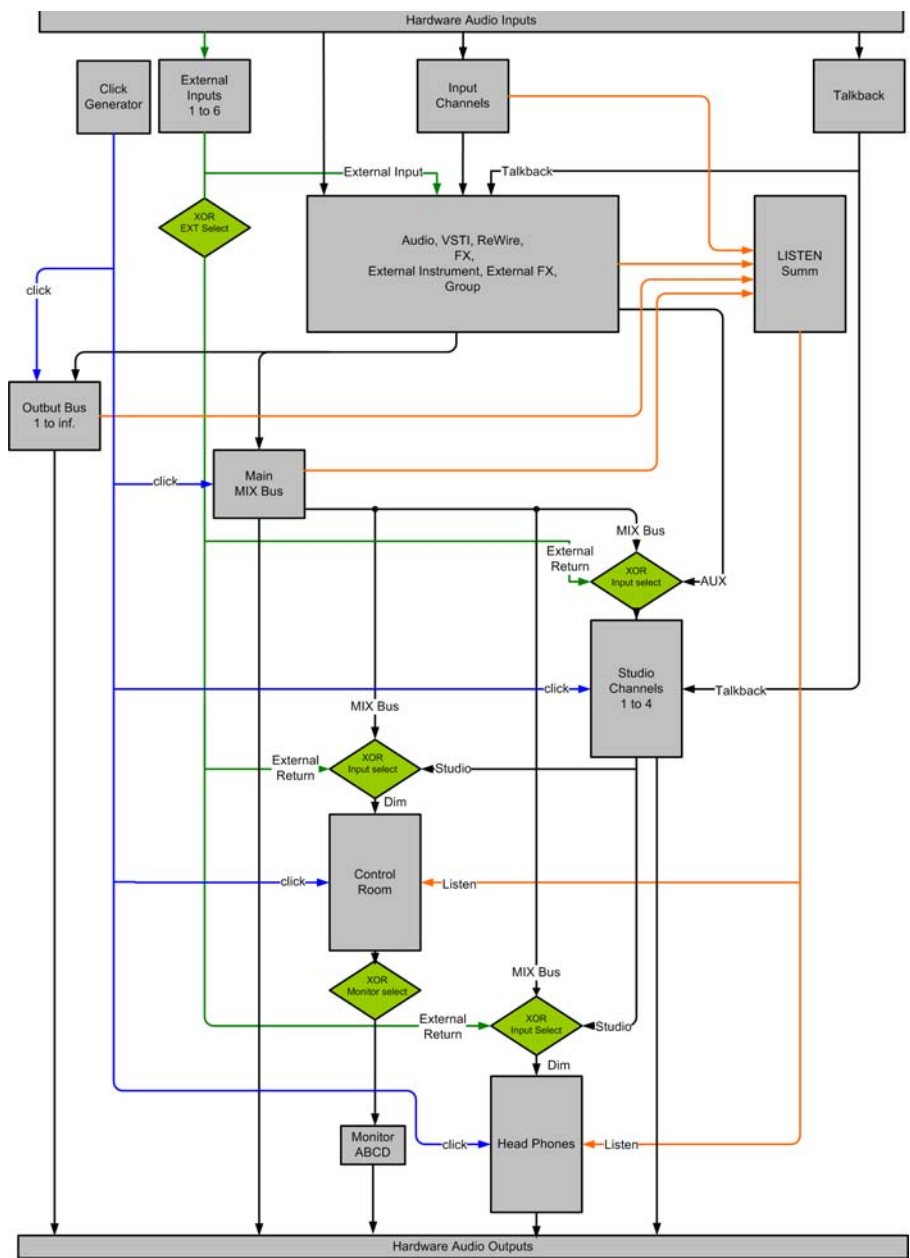 Hardware Audio Inputs
Click
Generator
External
Inputs
1 to 6
Input
Channels
Talkback
External Input
Talkback
XOR
EXT Select
Audio, VSTI, ReWire,
FX,
External Instrument, External FX,
Group
LISTEN
Summ
click
Outbut Bus
1 to inf.
click
Main
MIX Bus
MIX Bus
External
Return
XOR
Input select
AUX
Studio
Channels
1 to 4
click
Talkback
MIX Bus
External
Return
XOR
Input select
Studio
Dim
Control
Room
click
Listen
XOR
Monitor select
MIX Bus
External
Return
XOR
Input Select
Studio
Dim
Monitor
ABCD
click
Head Phones
Listen
Hardware Audio Outputs